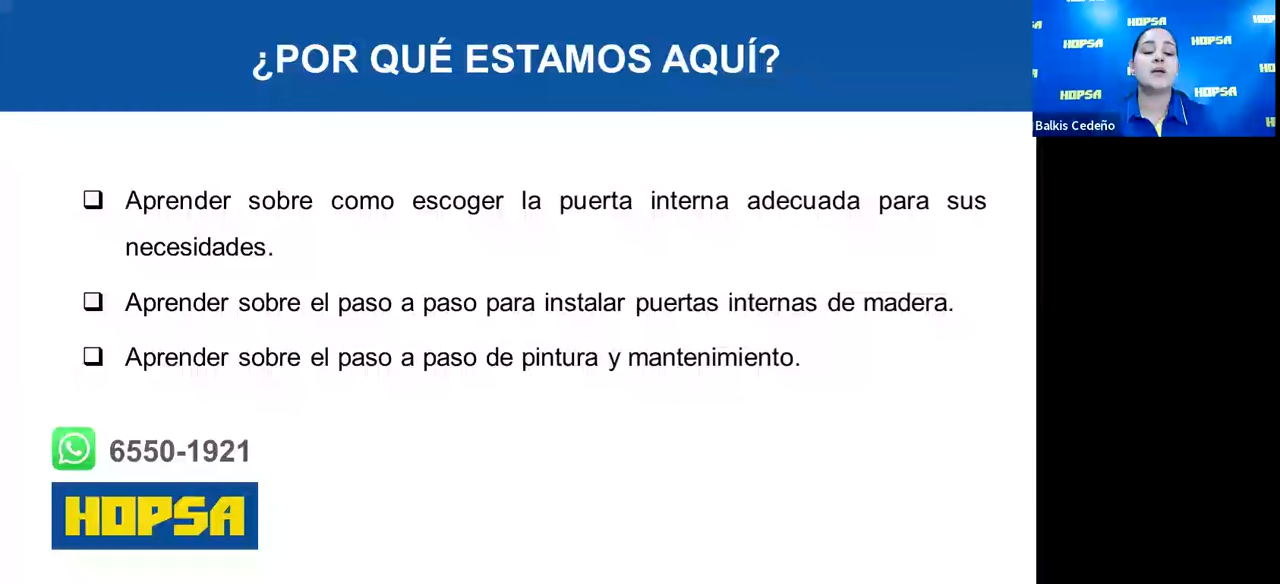 ¿POR QUÉ ESTAMOS AQUÍ?
Aprender sobre como escoger la puerta interna adecuada para sus
necesidades.
Aprender sobre el paso a paso para instalar puertas internas de madera.
Aprender sobre el paso a paso de pintura y mantenimiento.
6550-1921
HOPSA
HOPSA
HOPSA
HOPSA
HOPSA
HOPSA
Balkis Cedeño